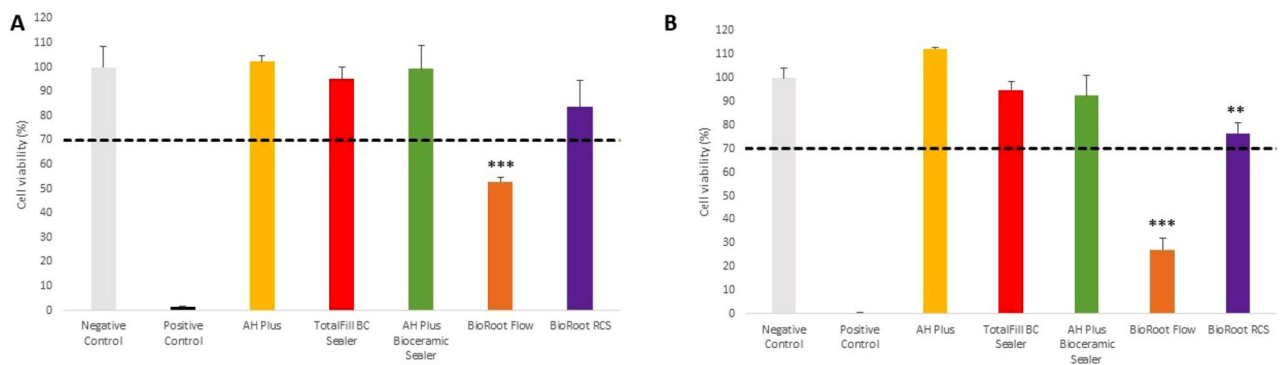 A
Cell viability (%)
120
110
100
90
80
70
60
50
40
30
20
10
0
***
Negative
Control
Positive
Control
AH Plus
TotalFill BC
Sealer
AH Plus
Bioceramic
Sealer
BioRoot Flow
BioRoot RCS
B
Cell viability (%)
120
110
100
90
80
70
60
50
40
30
20
10
0
***
**
Negative
Control
Positive
Control
AH Plus
TotalFill BC
Sealer
AH Plus
Bioceramic
Sealer
BioRoot Flow
BioRoot RCS